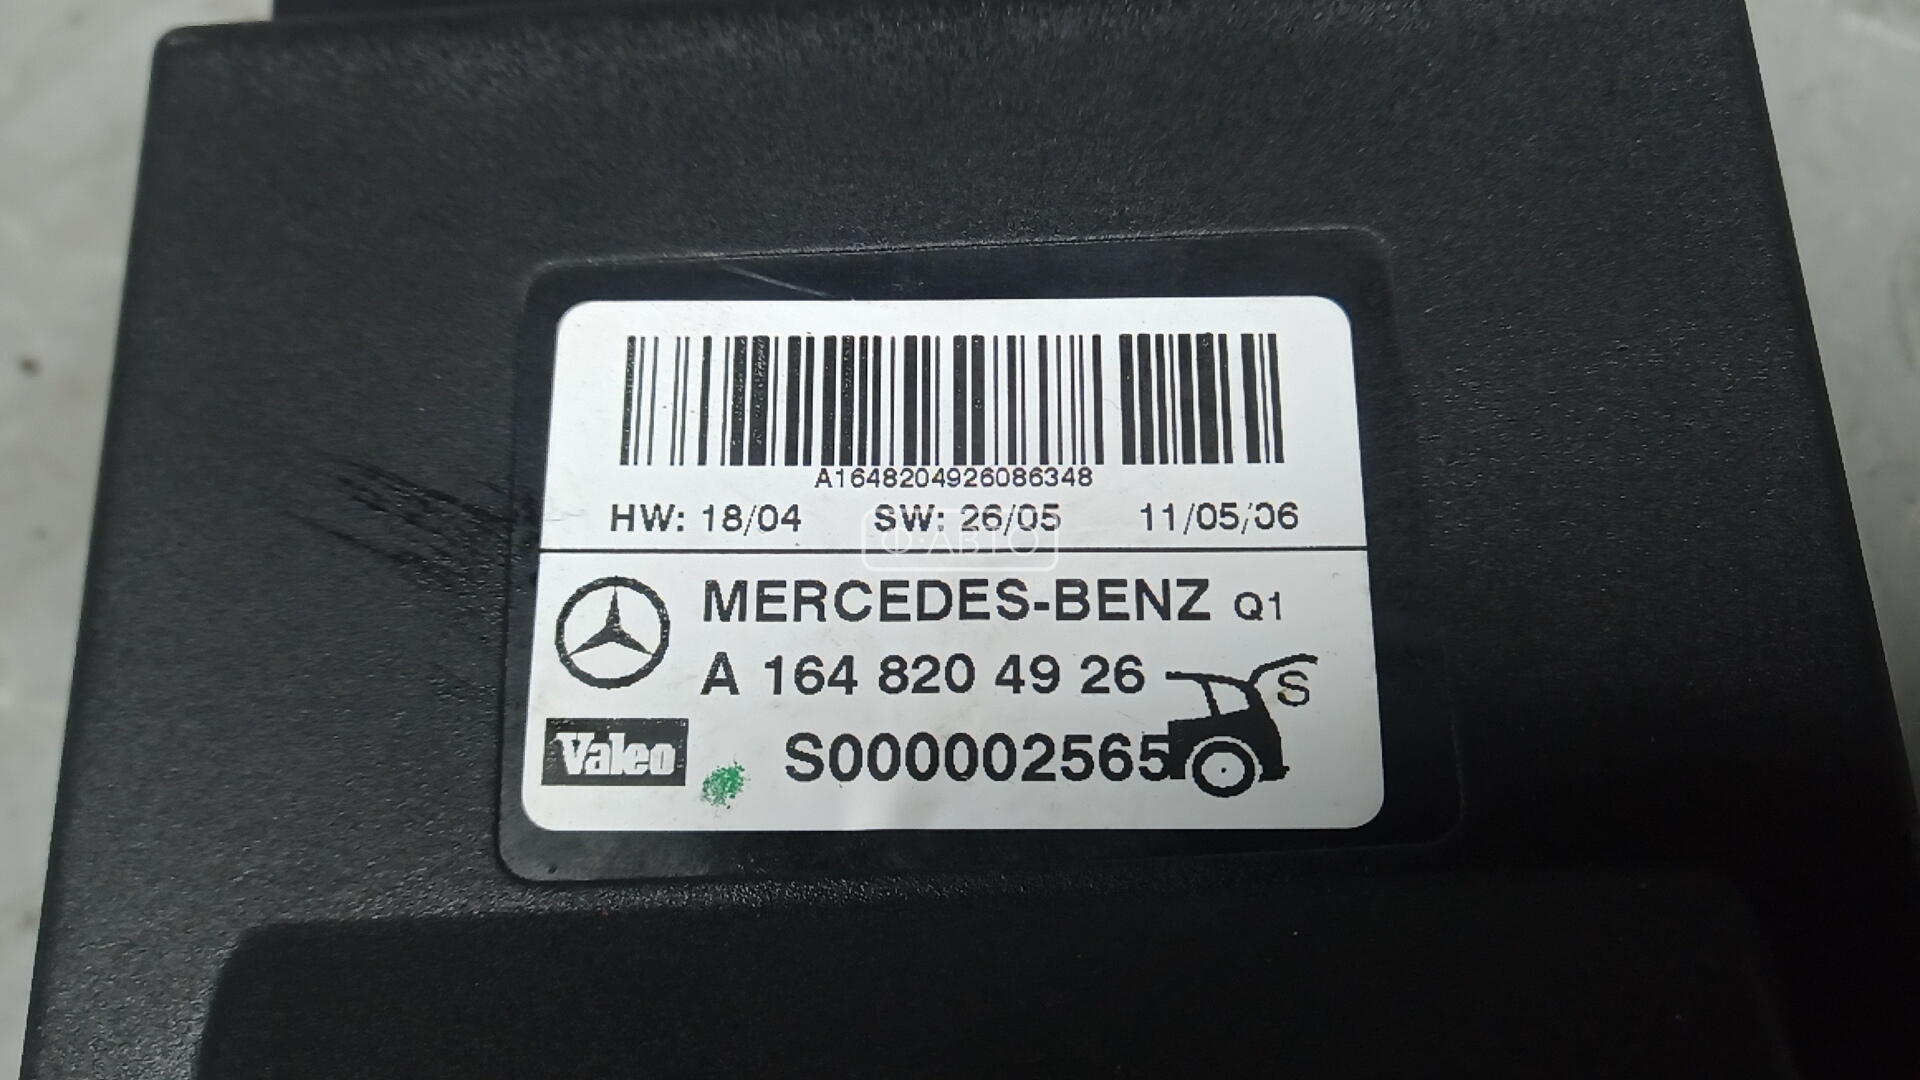 A1648204926086348
HW: 18/04 SW: 26/05 11/05/06
Ф·АВТО
MERCEDES-BENZ Q1
A 164 820 49 26
S
Valeo S000002565